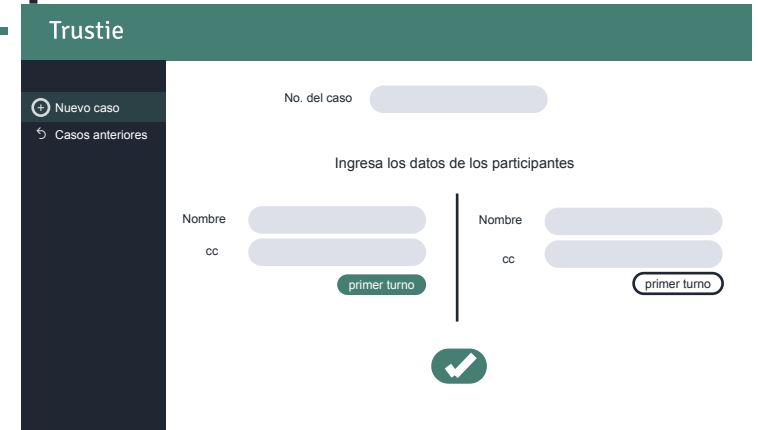 Trustie
Nuevo caso
Casos anteriores
No. del caso
Ingresa los datos de los participantes
Nombre
cc
primer turno
Nombre
cc
primer turno